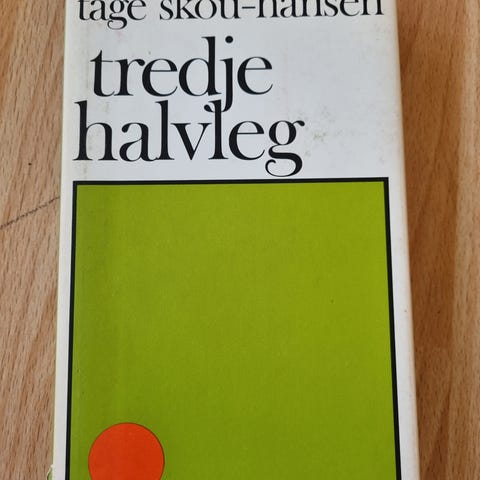 tage skou-hansen
tredje
halvleg